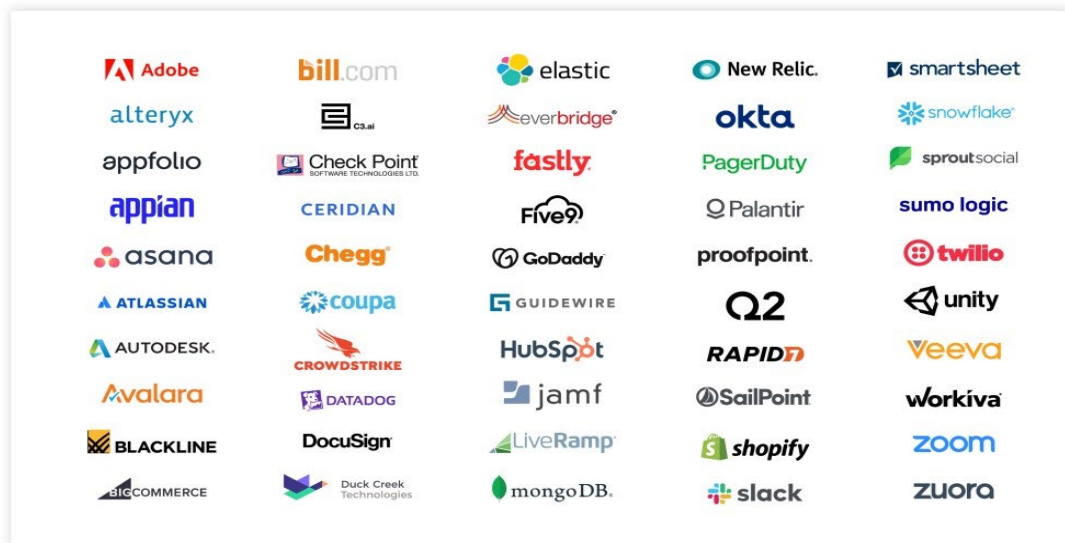 Adobe
bill.com
elastic
New Relic.
smartsheet
alteryx
C3.ai
everbridge®
okta
snowflake®
appfolio
Check Point®
SOFTWARE TECHNOLOGIES LTD.
fastly
PagerDuty
sproutsocial
appian
CERIDIAN
Five9
Palantir
sumo logic
asana
Chegg®
GoDaddy
proofpoint.
twilio
ATLASSIAN
coupa
GUIDEWIRE
Q2
unity
AUTODESK.
CROWDSTRIKE
HubSpot
RAPID7
Veeva
Avalara
DATADOG
jamf
SailPoint
workiva
BLACKLINE
DocuSign
LiveRamp
shopify
zoom
BIGCOMMERCE
Duck Creek
Technologies
mongoDB®
slack
zuora